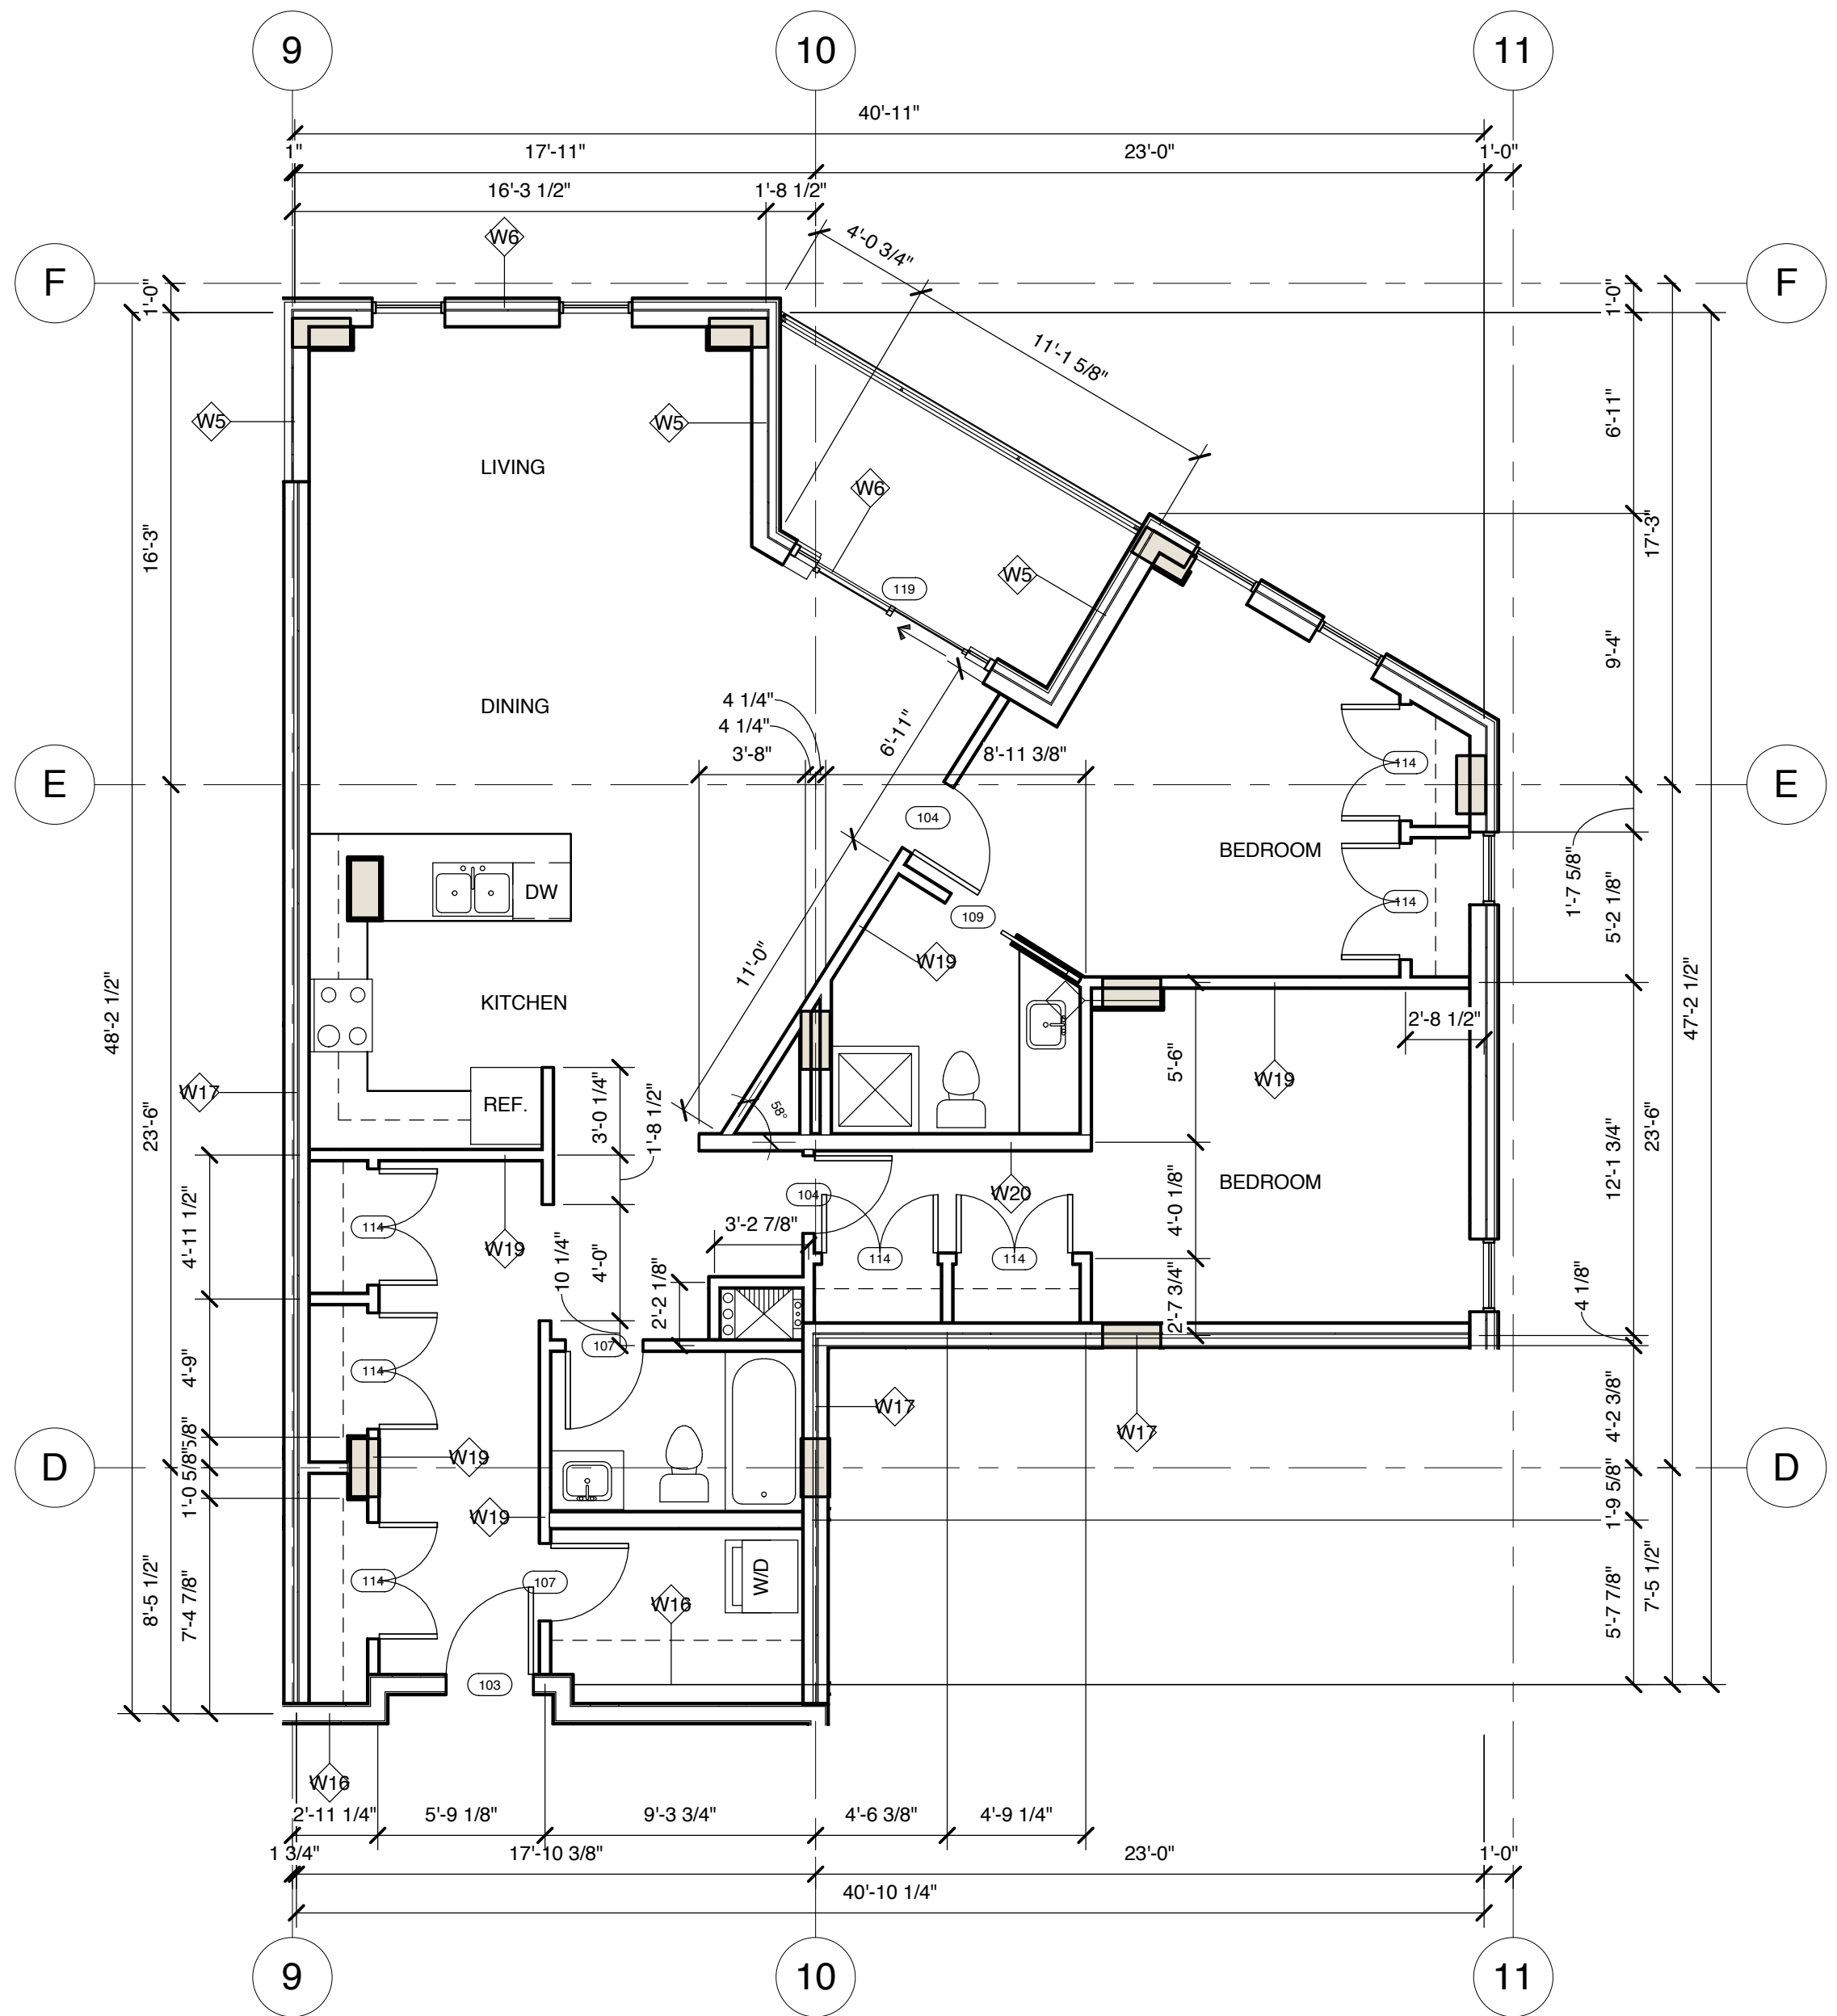 9
10
11
40'-11"
1"
17'-11"
23'-0"
1'-0"
16'-3 1/2"
1'-8 1/2"
W6
4'-0 3/4"
F
F
1'-0"
1'-0"
11'-1 5/8"
6'-11"
W5
W5
LIVING
W6
16'-3"
17'-3"
W5
119
9'-4"
DINING
4 1/4"
4 1/4"
6'-11"
3'-8"
8'-11 3/8"
E
E
114
104
BEDROOM
1'-7 5/8"
DW
114
109
5'-2 1/8"
11'-0"
W19
48'-2 1/2"
KITCHEN
2'-8 1/2"
47'-2 1/2"
5'-6"
W17
W19
REF.
3'-0 1/4"
1'-8 1/2"
58°
23'-6"
23'-6"
12'-1 3/4"
BEDROOM
104
W20
4'-11 1/2"
114
3'-2 7/8"
4'-0 1/8"
W19
10 1/4"
4'-0"
114
114
2'-2 1/8"
2'-7 3/4"
4 1/8"
107
4'-9"
114
W17
W17
4'-2 3/8"
5/8"
W19
D
D
1'-0 5/8"
1'-9 5/8"
W19
114
107
W/D
W16
8'-5 1/2"
7'-4 7/8"
5'-7 7/8"
7'-5 1/2"
103
W16
2'-11 1/4"
5'-9 1/8"
9'-3 3/4"
4'-6 3/8"
4'-9 1/4"
1 3/4"
17'-10 3/8"
23'-0"
1'-0"
40'-10 1/4"
9
10
11